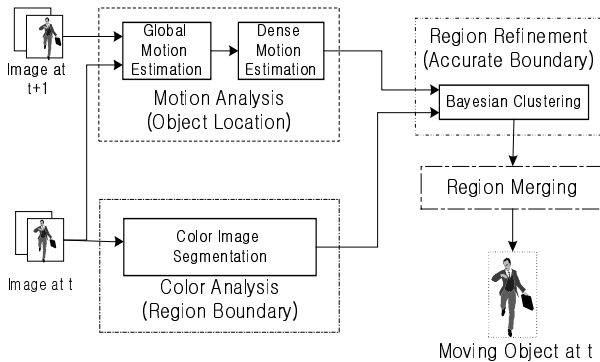 Image at
t+1
Global
Motion
Estimation
Dense
Motion
Estimation
Motion Analysis
(Object Location)
Region Refinement
(Accurate Boundary)
Bayesian Clustering
Region Merging
Image at t
Color Image
Segmentation
Color Analysis
(Region Boundary)
Moving Object at t